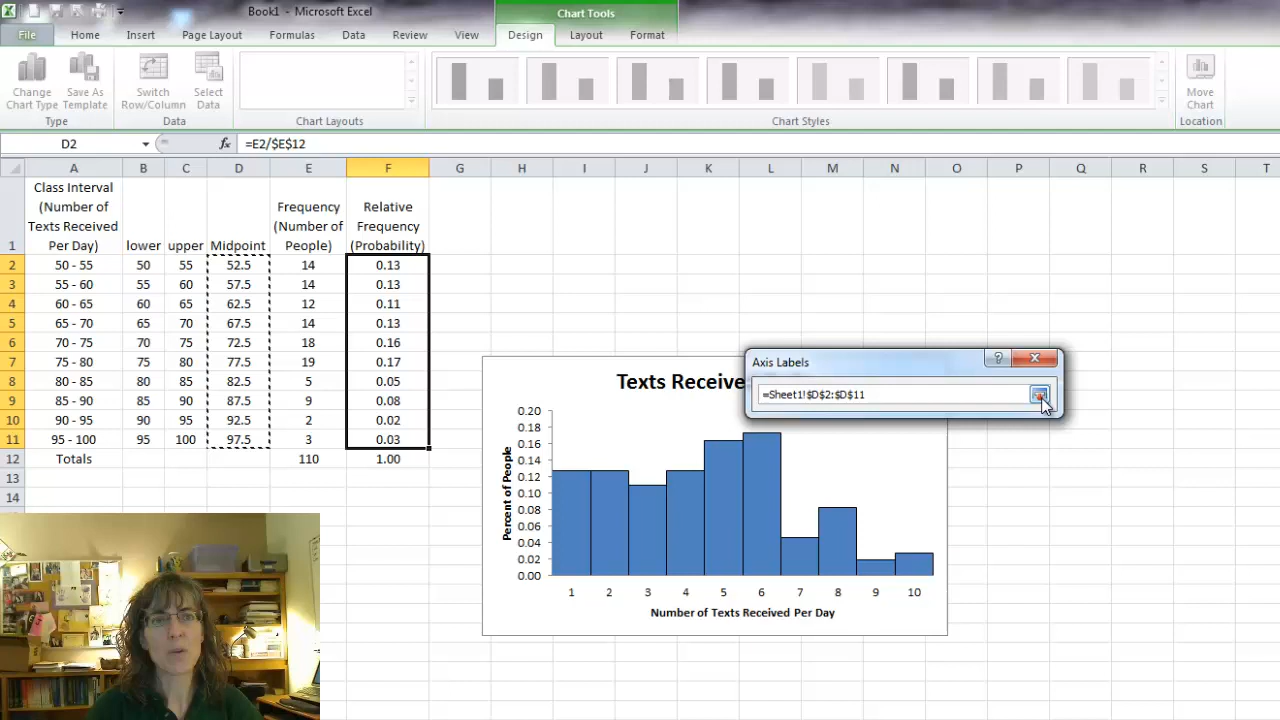 Book1 - Microsoft Excel
Chart Tools
File Home Insert Page Layout Formulas Data Review View Design Layout Format
Change Chart Type
Save As Template
Switch Row/Column
Select Data
Move Chart
Type Data Chart Layouts Chart Styles Location
D2 fx =E2/$E$12
A B C D E F G H I J K L M N O P Q R S T
1 Class Interval (Number of Texts Received Per Day) lower upper Midpoint Frequency (Number of People) Relative Frequency (Probability)
2 50 - 55 50 55 52.5 14 0.13
3 55 - 60 55 60 57.5 14 0.13
4 60 - 65 60 65 62.5 12 0.11
5 65 - 70 65 70 67.5 14 0.13
6 70 - 75 70 75 72.5 18 0.16
7 75 - 80 75 80 77.5 19 0.17
8 80 - 85 80 85 82.5 5 0.05
9 85 - 90 85 90 87.5 9 0.08
10 90 - 95 90 95 92.5 2 0.02
11 95 - 100 95 100 97.5 3 0.03
12 Totals 110 1.00
13
14
Axis Labels
?
=Sheet1!$D$2:$D$11
Texts Receive
0.20
0.18
0.16
0.14
0.12
0.10
0.08
0.06
0.04
0.02
0.00
Percent of People
1 2 3 4 5 6 7 8 9 10
Number of Texts Received Per Day